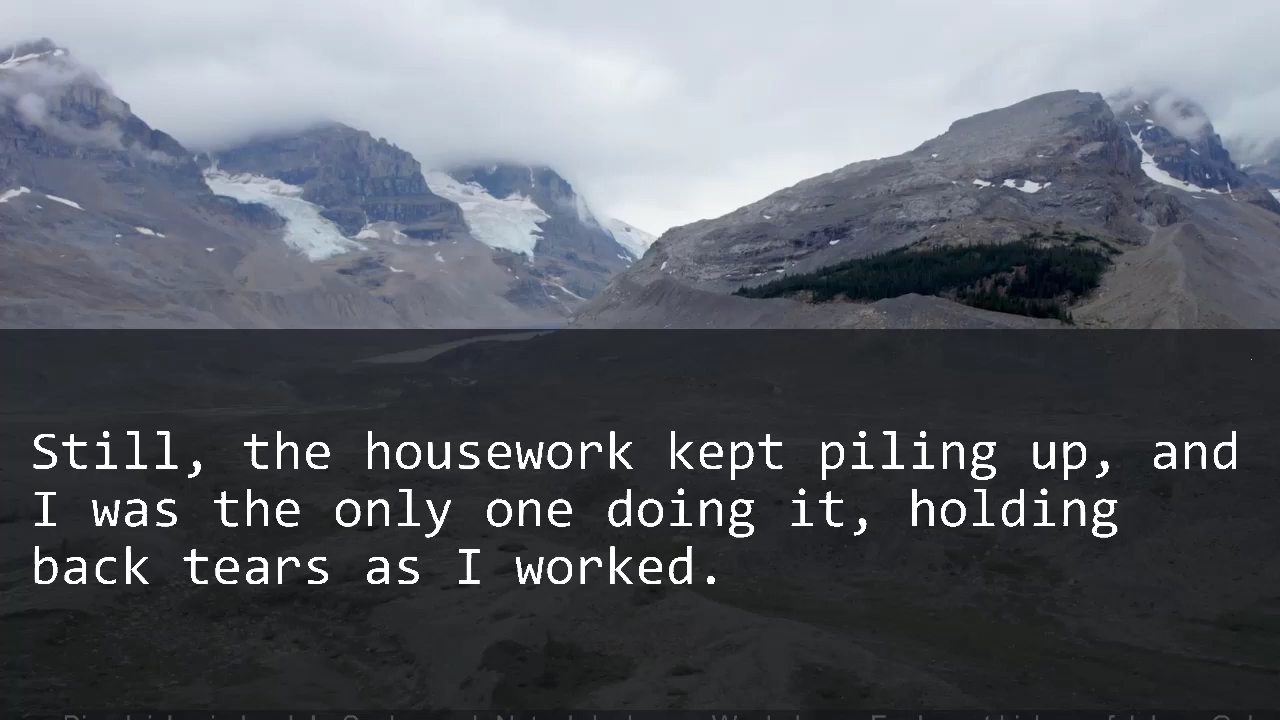 Still, the housework kept piling up, and
I was the only one doing it, holding
back tears as I worked.